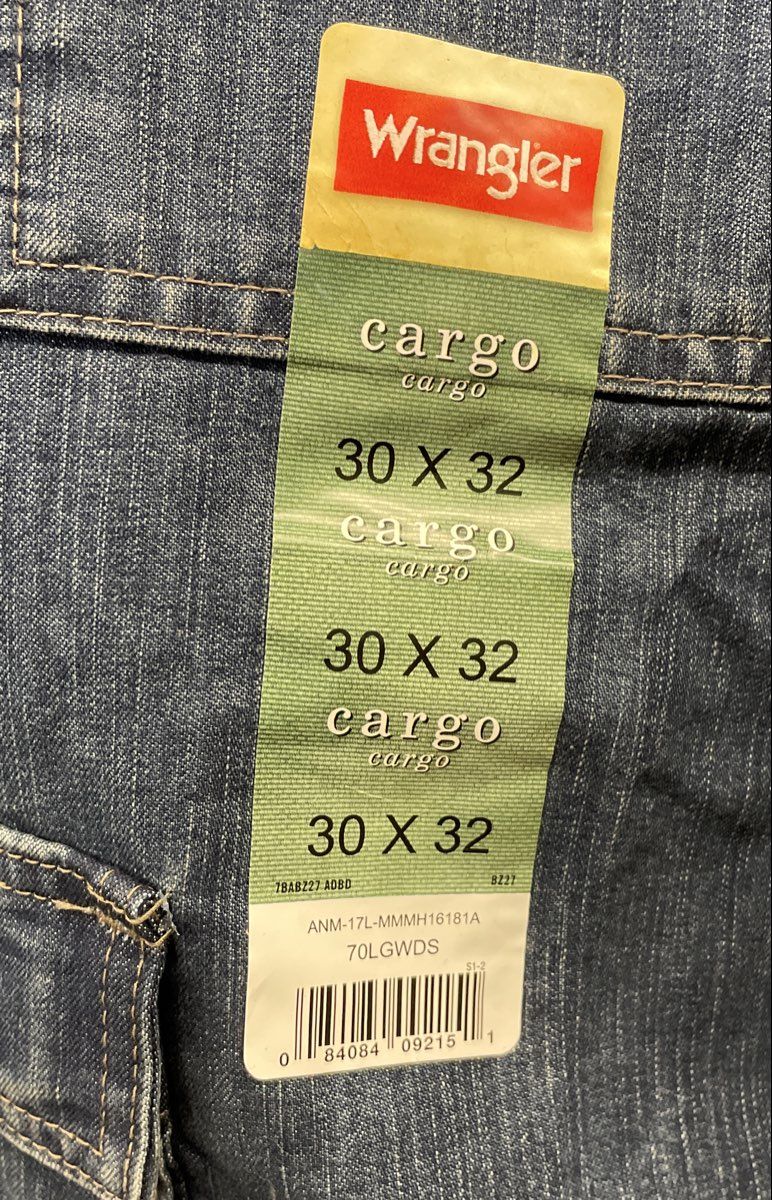 Wrangler
cargo
cargo
30 X 32
cargo
cargo
30 X 32
cargo
cargo
30 X 32
7BABZ27 ADBD BZ27
ANM-17L-MMMH16181A
70LGWDS
S1-2
0 84084 09215 1